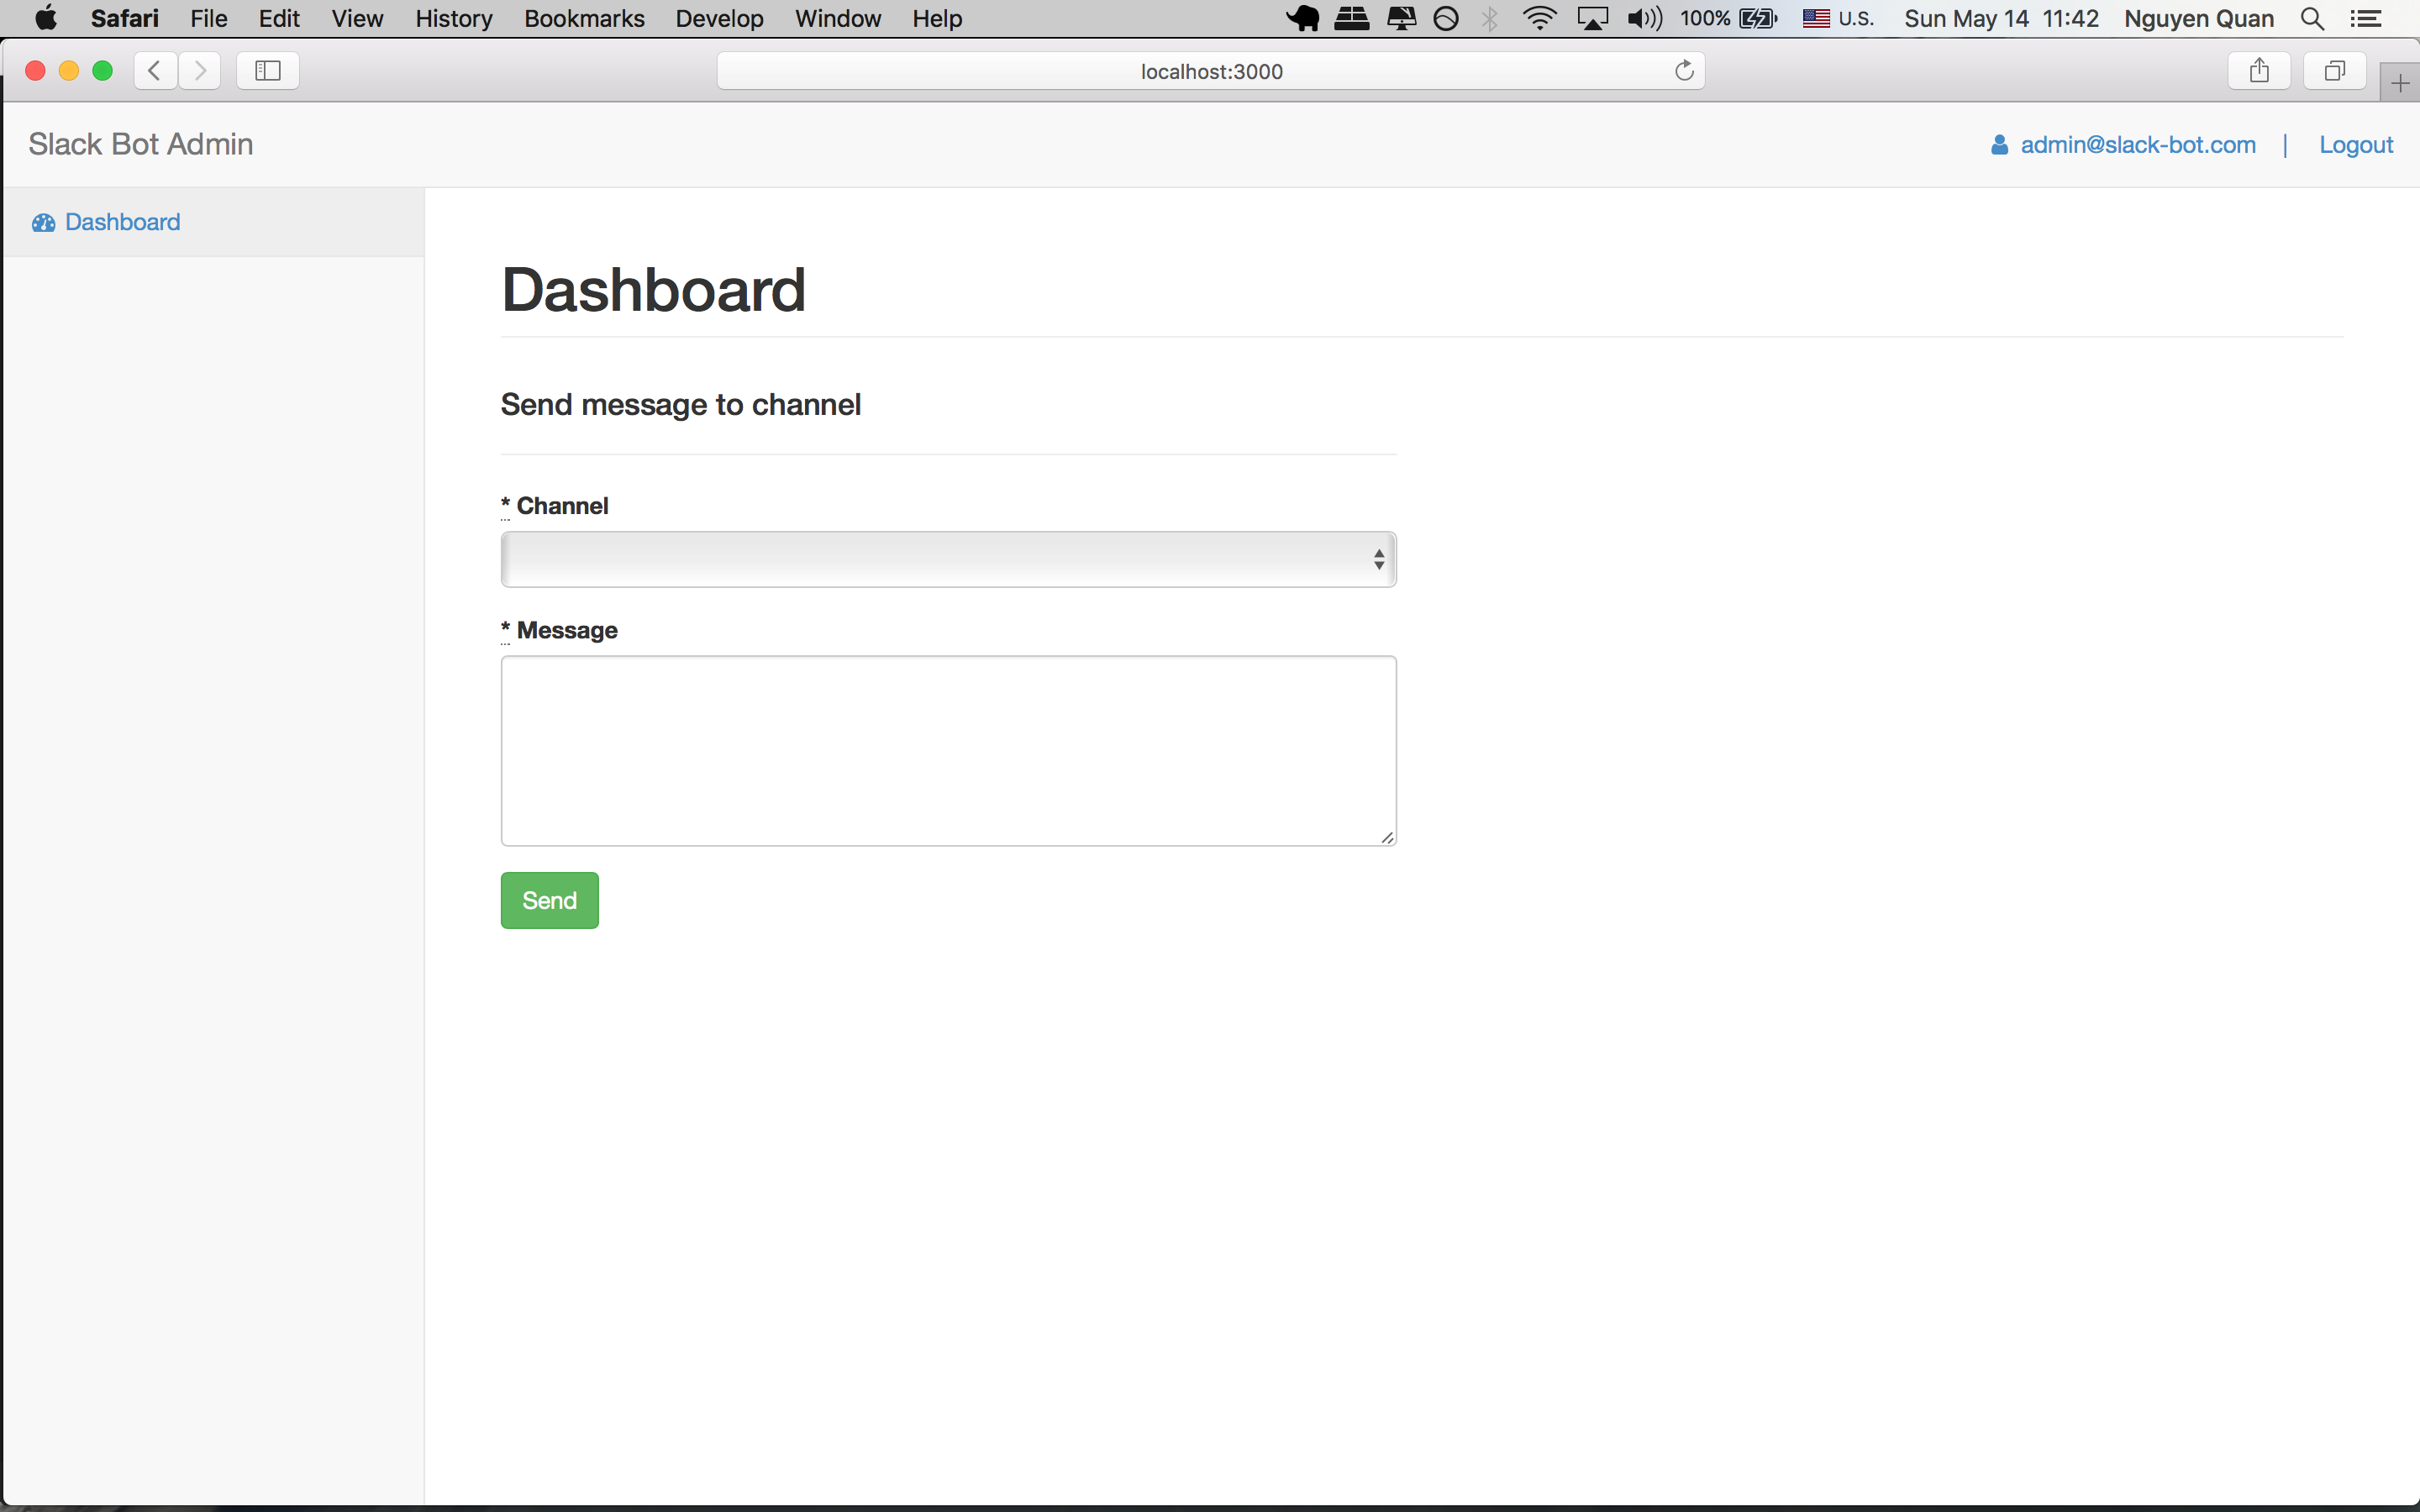 Safari File Edit View History Bookmarks Develop Window Help 100% U.S. Sun May 14 11:42 Nguyen Quan
localhost:3000
Slack Bot Admin admin@slack-bot.com | Logout
Dashboard
Dashboard
Send message to channel
* Channel
* Message
Send